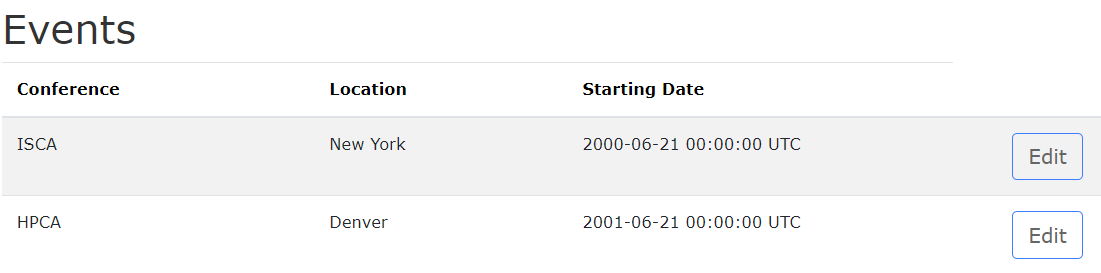 Events
Conference Location Starting Date
ISCA New York 2000-06-21 00:00:00 UTC Edit
HPCA Denver 2001-06-21 00:00:00 UTC Edit